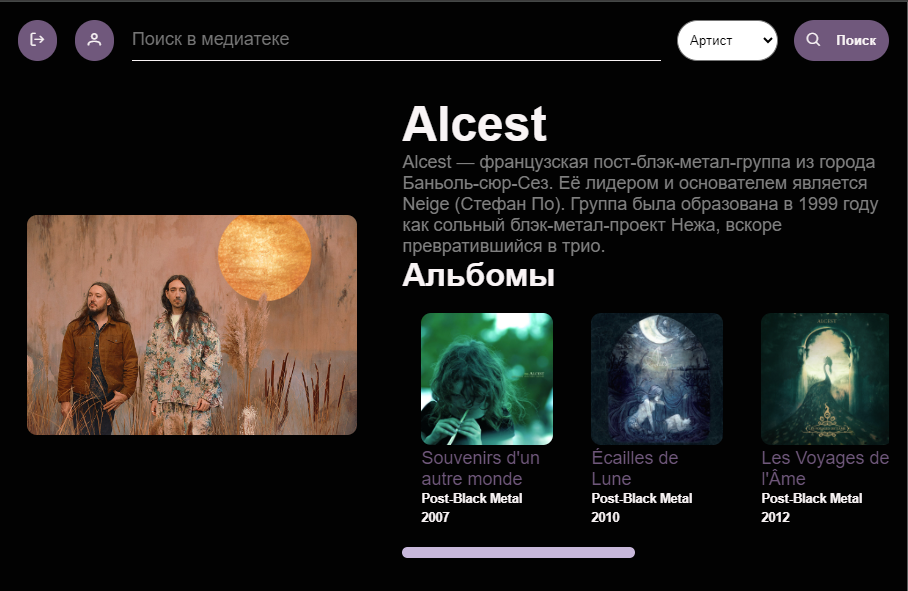 Поиск в медиатеке
Артист
Поиск
Alcest
Alcest — французская пост-блэк-метал-группа из города
Баньоль-сюр-Сез. Её лидером и основателем является
Neige (Стефан По). Группа была образована в 1999 году
как сольный блэк-метал-проект Нежа, вскоре
превратившийся в трио.
Альбомы
ALCEST
Souvenirs d'un
autre monde
Post-Black Metal
2007
Écailles de
Lune
Post-Black Metal
2010
Les Voyages de
l'Âme
Post-Black Metal
2012